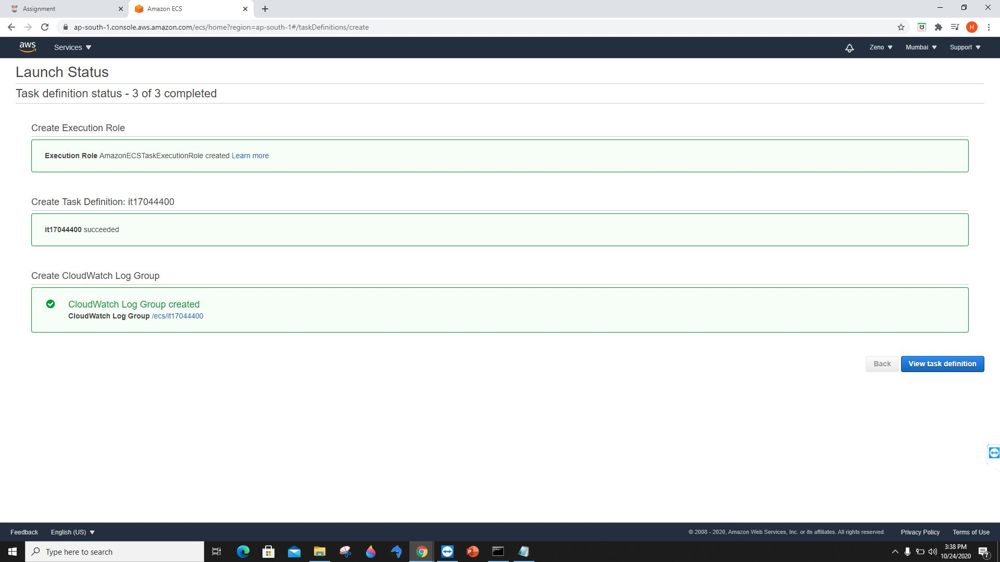 Assignment
Amazon ECS
ap-south-1.console.aws.amazon.com/ecs/home?region=ap-south-1#/taskDefinitions/create
H
aws
Services
Zeno
Mumbai
Support
Launch Status
Task definition status - 3 of 3 completed
Create Execution Role
Execution Role AmazonECSTaskExecutionRole created Learn more
Create Task Definition: it17044400
it17044400 succeeded
Create CloudWatch Log Group
CloudWatch Log Group created
CloudWatch Log Group /ecs/it17044400
Back
View task definition
Feedback
English (US)
© 2008 - 2020, Amazon Web Services, Inc. or its affiliates. All rights reserved.
Privacy Policy
Terms of Use
Type here to search
P
3:38 PM
10/24/2020
7